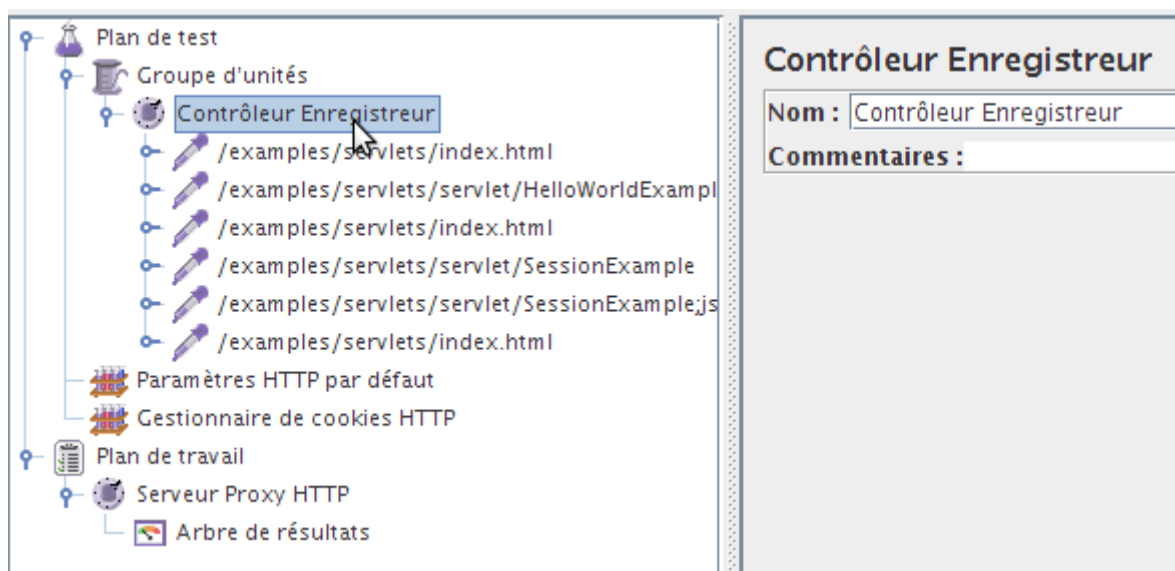 Plan de test
Groupe d'unités
Contrôleur Enregistreur
/examples/servlets/index.html
/examples/servlets/servlet/HelloWorldExampl
/examples/servlets/index.html
/examples/servlets/servlet/SessionExample
/examples/servlets/servlet/SessionExample;js
/examples/servlets/index.html
Paramètres HTTP par défaut
Gestionnaire de cookies HTTP
Plan de travail
Serveur Proxy HTTP
Arbre de résultats
Contrôleur Enregistreur
Nom : Contrôleur Enregistreur
Commentaires :